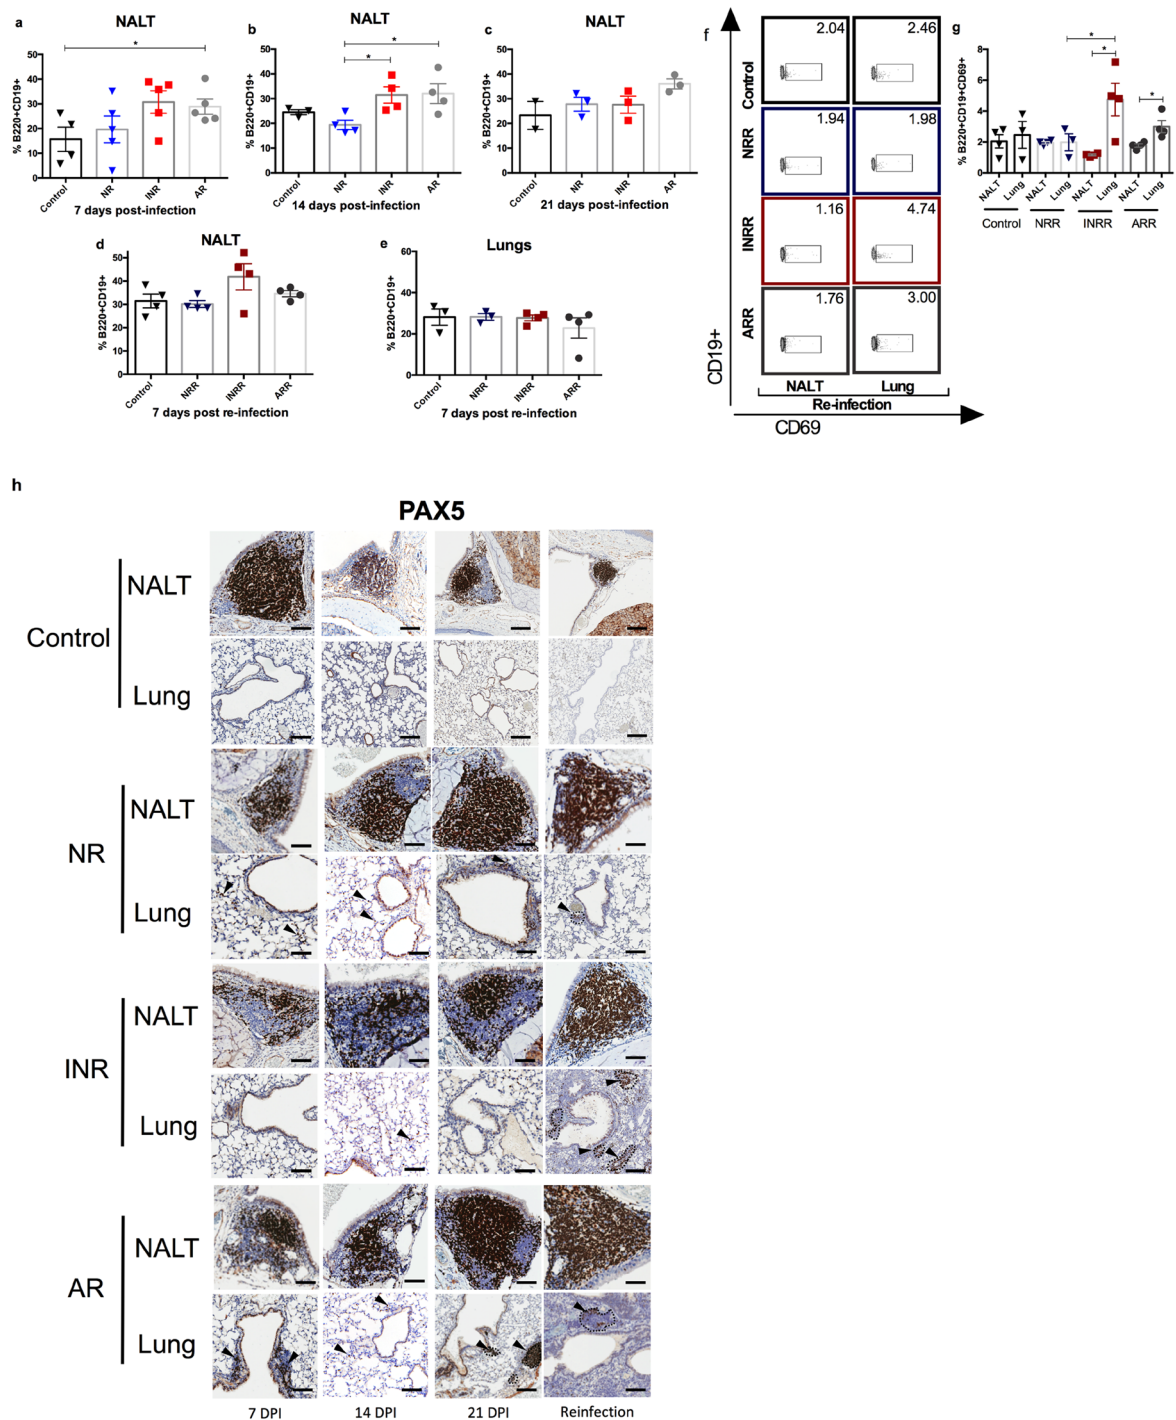 a
NALT
*
% B220+CD19+
50
40
30
20
10
0
Control
NR
INR
AR
7 days post-infection
b
NALT
*
*
% B220+CD19+
50
40
30
20
10
0
Control
NR
INR
AR
14 days post-infection
c
NALT
% B220+CD19+
50
40
30
20
10
0
Control
NR
INR
AR
21 days post-infection
d
NALT
% B220+CD19+
50
40
30
20
10
0
Control
NRR
INRR
ARR
7 days post re-infection
e
Lungs
% B220+CD19+
60
40
20
0
Control
NRR
INRR
ARR
7 days post re-infection
f
CD19+
Control
2.04
2.46
NRR
1.94
1.98
INRR
1.16
4.74
ARR
1.76
3.00
NALT
Lung
Re-infection
CD69
g
*
*
*
% B220+CD19+CD69+
8
6
4
2
0
NALT
Lung
NALT
Lung
NALT
Lung
NALT
Lung
Control
NRR
INRR
ARR
h
PAX5
Control
NALT
Lung
NR
NALT
Lung
INR
NALT
Lung
AR
NALT
Lung
7 DPI
14 DPI
21 DPI
Reinfection